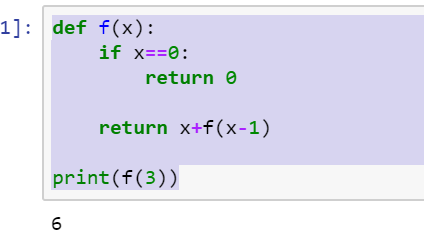 1]: def f(x):
    if x==0:
        return 0

    return x+f(x-1)

print(f(3))
6